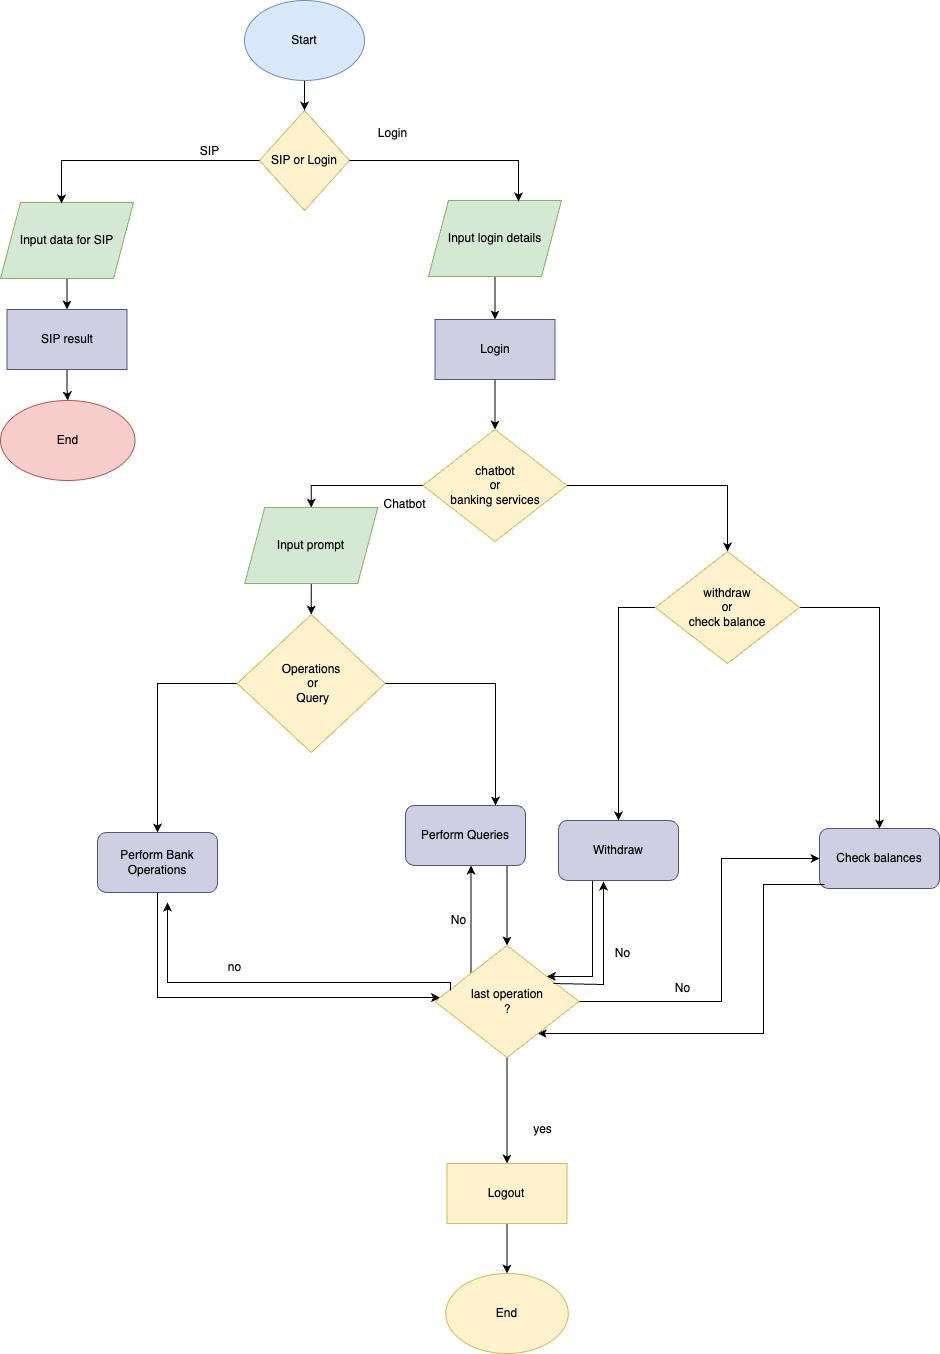 Start
SIP or Login
SIP
Login
Input data for SIP
Input login details
SIP result
Login
End
chatbot
or
banking services
Chatbot
Input prompt
withdraw
or
check balance
Operations
or
Query
Perform Bank
Operations
Perform Queries
Withdraw
Check balances
No
No
no
No
last operation
?
yes
Logout
End